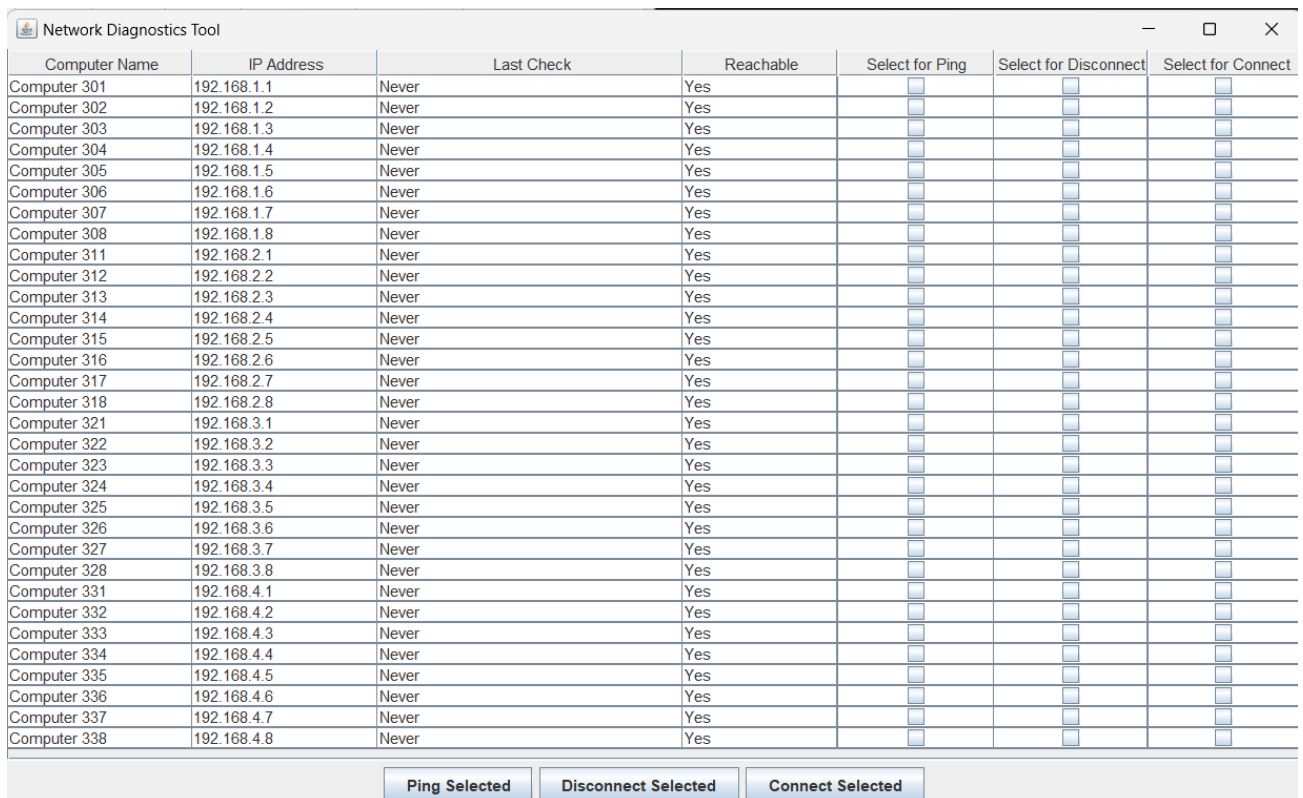 Network Diagnostics Tool
Computer Name IP Address Last Check Reachable Select for Ping Select for Disconnect Select for Connect
Computer 301 192.168.1.1 Never Yes
Computer 302 192.168.1.2 Never Yes
Computer 303 192.168.1.3 Never Yes
Computer 304 192.168.1.4 Never Yes
Computer 305 192.168.1.5 Never Yes
Computer 306 192.168.1.6 Never Yes
Computer 307 192.168.1.7 Never Yes
Computer 308 192.168.1.8 Never Yes
Computer 311 192.168.2.1 Never Yes
Computer 312 192.168.2.2 Never Yes
Computer 313 192.168.2.3 Never Yes
Computer 314 192.168.2.4 Never Yes
Computer 315 192.168.2.5 Never Yes
Computer 316 192.168.2.6 Never Yes
Computer 317 192.168.2.7 Never Yes
Computer 318 192.168.2.8 Never Yes
Computer 321 192.168.3.1 Never Yes
Computer 322 192.168.3.2 Never Yes
Computer 323 192.168.3.3 Never Yes
Computer 324 192.168.3.4 Never Yes
Computer 325 192.168.3.5 Never Yes
Computer 326 192.168.3.6 Never Yes
Computer 327 192.168.3.7 Never Yes
Computer 328 192.168.3.8 Never Yes
Computer 331 192.168.4.1 Never Yes
Computer 332 192.168.4.2 Never Yes
Computer 333 192.168.4.3 Never Yes
Computer 334 192.168.4.4 Never Yes
Computer 335 192.168.4.5 Never Yes
Computer 336 192.168.4.6 Never Yes
Computer 337 192.168.4.7 Never Yes
Computer 338 192.168.4.8 Never Yes
Ping Selected Disconnect Selected Connect Selected